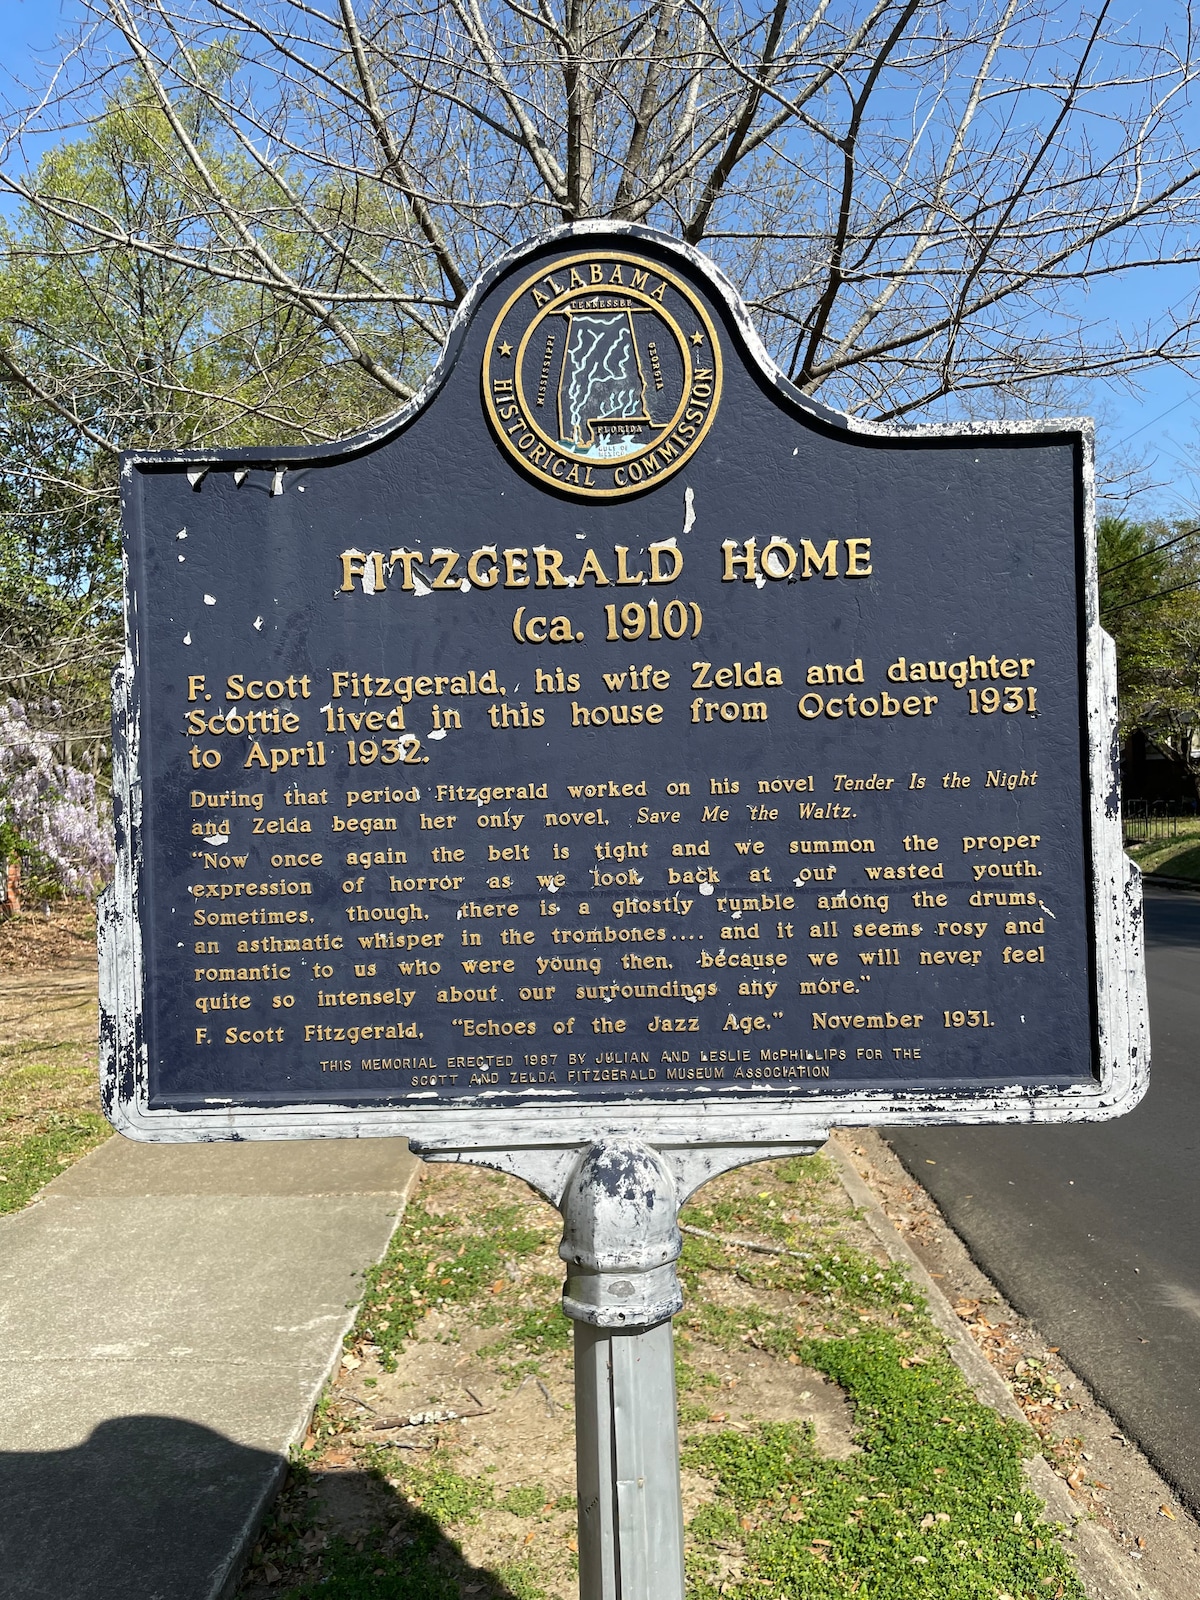 ALABAMA
TENNESSEE
MISSISSIPPI
GEORGIA
FLORIDA
GULF OF
MEXICO
HISTORICAL COMMISSION
FITZGERALD HOME
(ca. 1910)
F. Scott Fitzgerald, his wife Zelda and daughter
Scottie lived in this house from October 1931
to April 1932.
During that period Fitzgerald worked on his novel Tender Is the Night
and Zelda began her only novel, Save Me the Waltz.
“Now once again the belt is tight and we summon the proper
expression of horror as we look back at our wasted youth.
Sometimes, though, there is a ghostly rumble among the drums,
an asthmatic whisper in the trombones.... and it all seems rosy and
romantic to us who were young then, because we will never feel
quite so intensely about our surroundings any more.”
F. Scott Fitzgerald, “Echoes of the Jazz Age,” November 1931.
THIS MEMORIAL ERECTED 1987 BY JULIAN AND LESLIE McPHILLIPS FOR THE
SCOTT AND ZELDA FITZGERALD MUSEUM ASSOCIATION